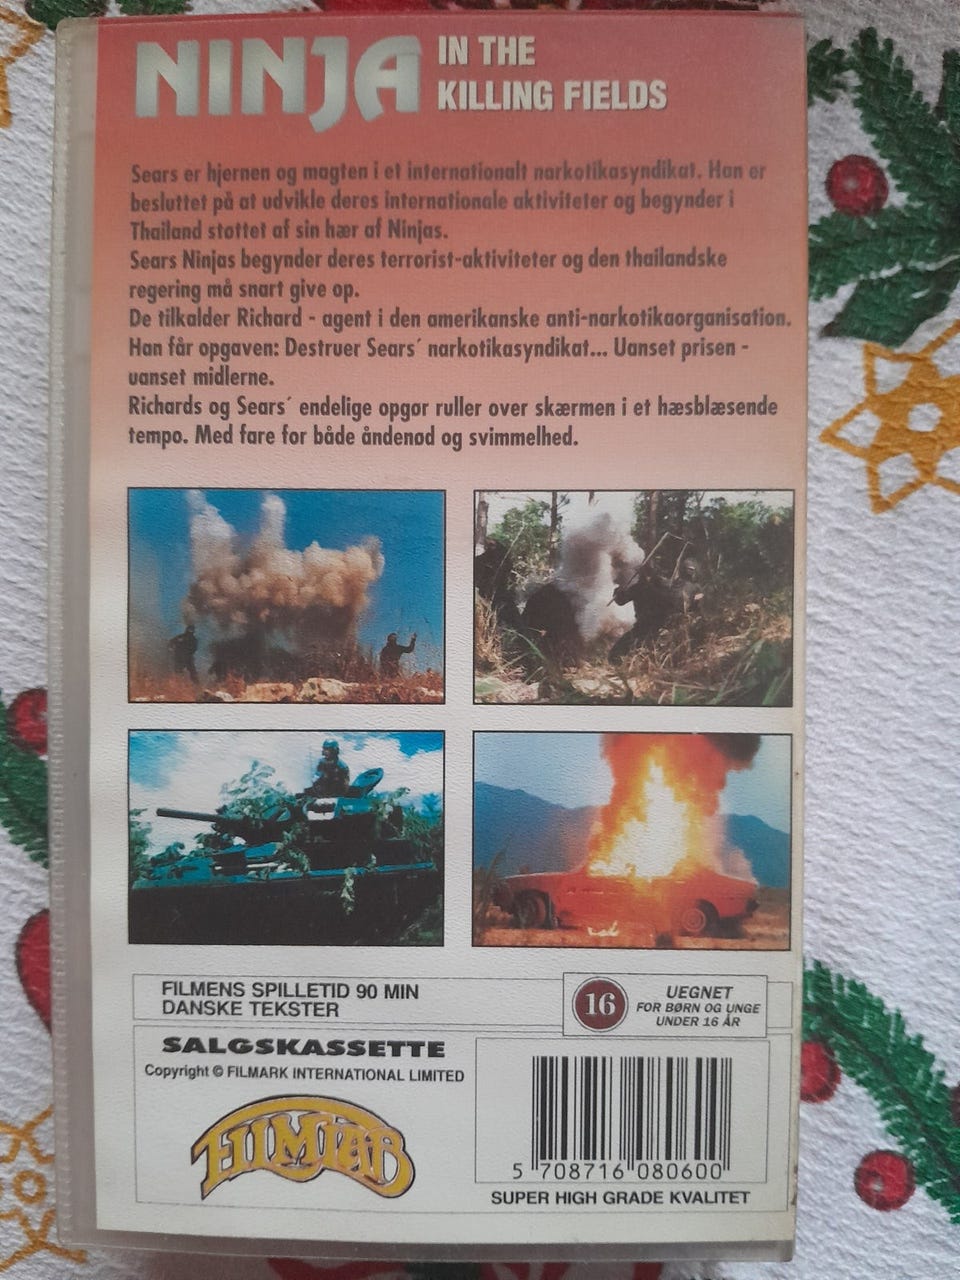 NINJA IN THE
KILLING FIELDS
Sears er hjernen og magten i et internationalt narkotikasyndikat. Han er
besluttet på at udvikle deres internationale aktiviteter og begynder i
Thailand støttet af sin hær af Ninjas.
Sears Ninjas begynder deres terrorist-aktiviteter og den thailandske
regering må snart give op.
De tilkalder Richard - agent i den amerikanske anti-narkotikaorganisation.
Han får opgaven: Destruer Sears´ narkotikasyndikat... Uanset prisen -
uanset midlerne.
Richards og Sears´ endelige opgør ruller over skærmen i et hæsblæsende
tempo. Med fare for både åndenød og svimmelhed.
FILMENS SPILLETID 90 MIN
DANSKE TEKSTER
16
UEGNET
FOR BØRN OG UNGE
UNDER 16 ÅR
SALGSKASSETTE
Copyright © FILMARK INTERNATIONAL LIMITED
FILMLAB
5 708716 080600
SUPER HIGH GRADE KVALITET